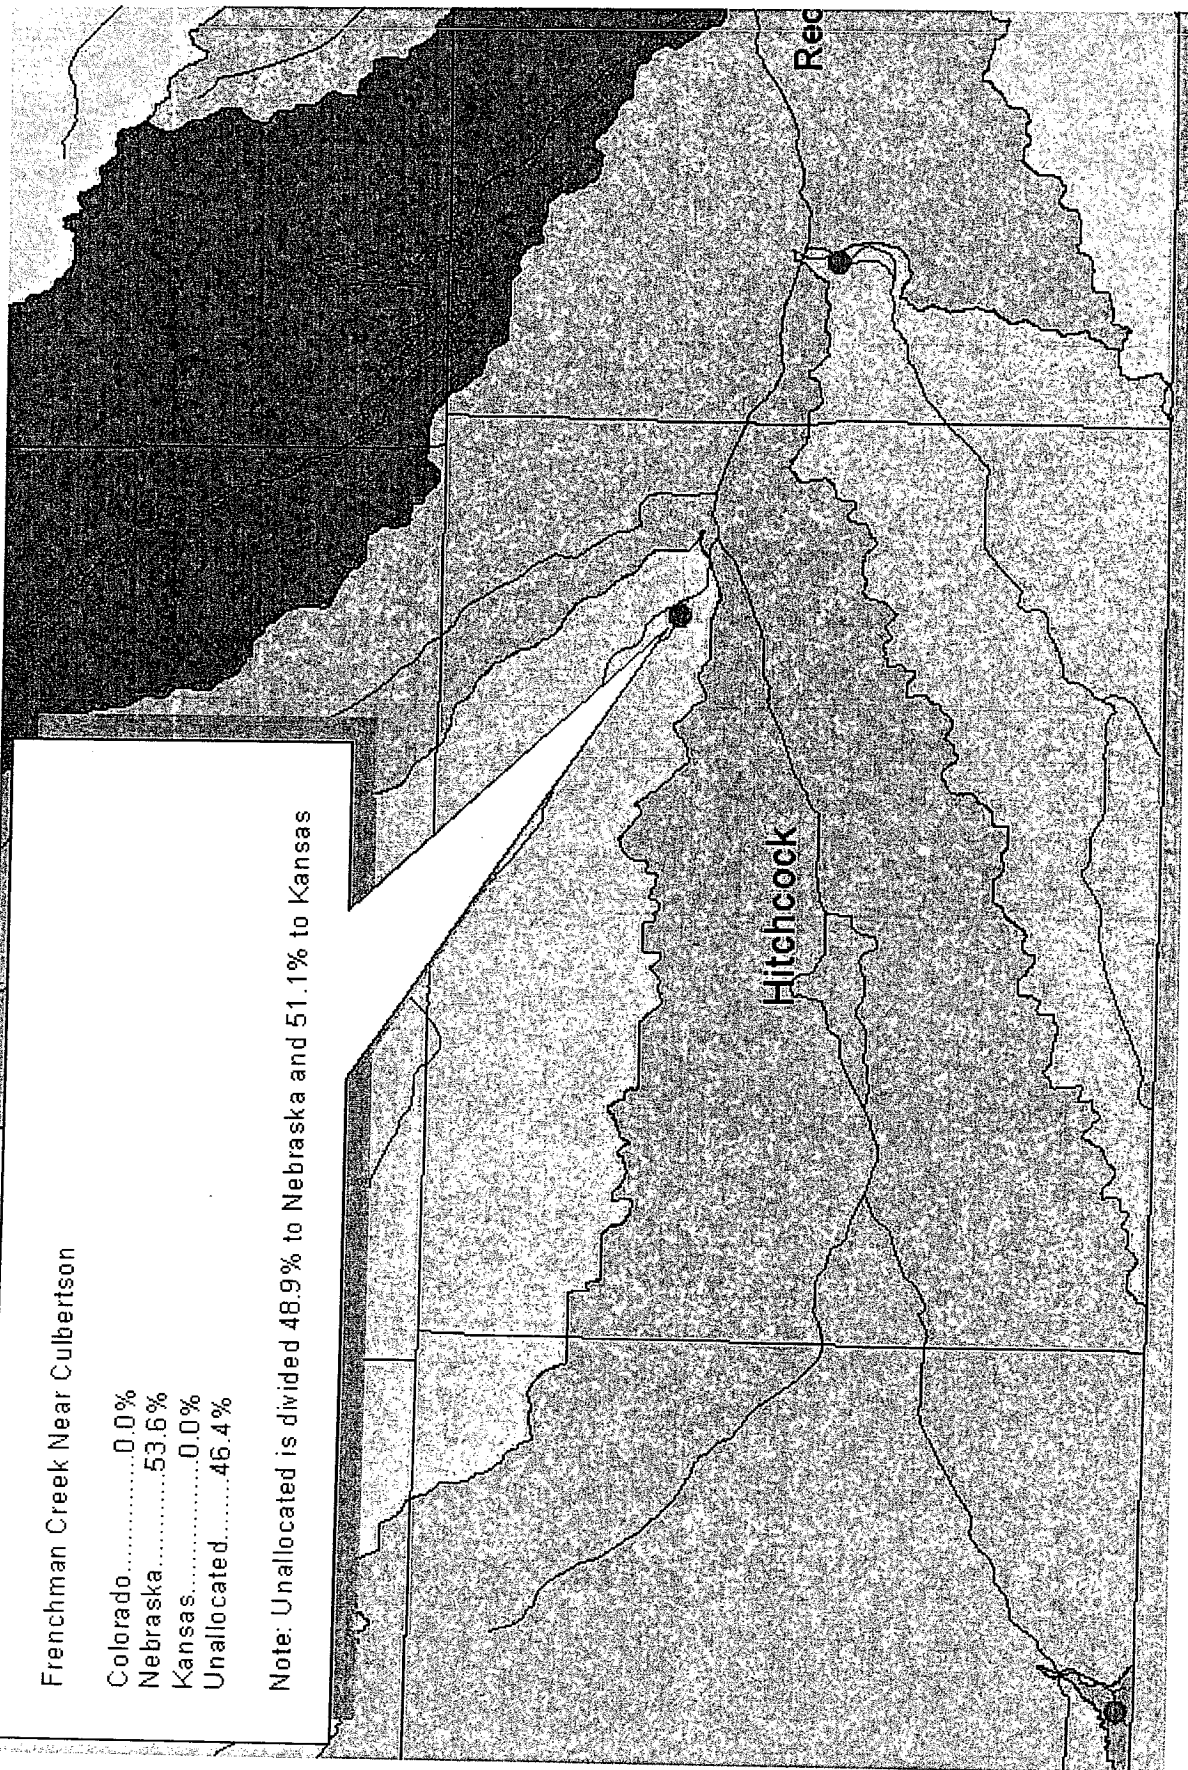 Frenchman Creek Near Culbertson
Colorado...............0.0%
Nebraska............53.6%
Kansas..................0.0%
Unallocated........46.4%
Note: Unallocated is divided 48.9% to Nebraska and 51.1% to Kansas
Hitchcock
Red